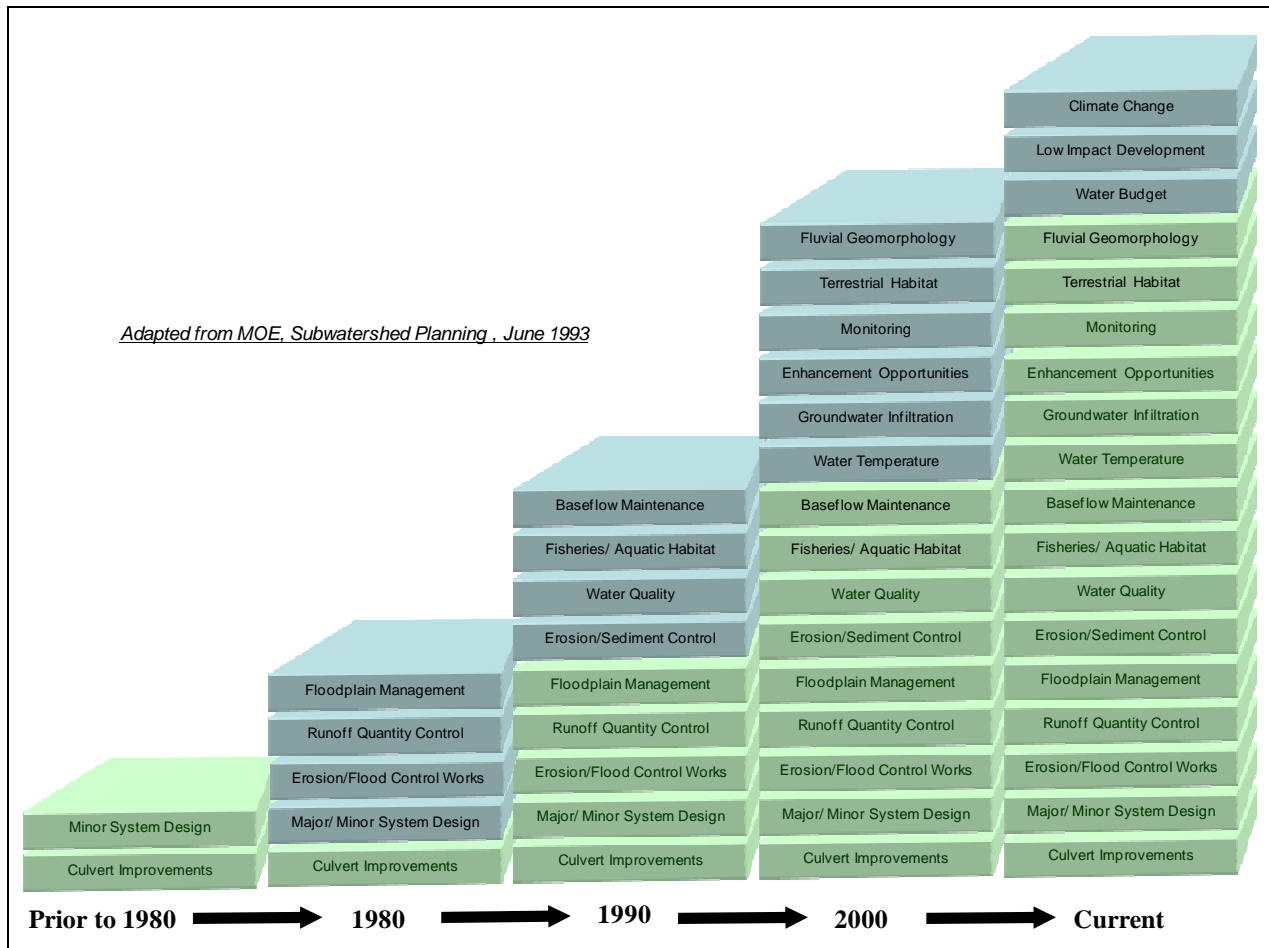 Adapted from MOE, Subwatershed Planning , June 1993
Minor System Design
Culvert Improvements
Floodplain Management
Runoff Quantity Control
Erosion/Flood Control Works
Major/ Minor System Design
Culvert Improvements
Baseflow Maintenance
Fisheries/ Aquatic Habitat
Water Quality
Erosion/Sediment Control
Floodplain Management
Runoff Quantity Control
Erosion/Flood Control Works
Major/ Minor System Design
Culvert Improvements
Fluvial Geomorphology
Terrestrial Habitat
Monitoring
Enhancement Opportunities
Groundwater Infiltration
Water Temperature
Baseflow Maintenance
Fisheries/ Aquatic Habitat
Water Quality
Erosion/Sediment Control
Floodplain Management
Runoff Quantity Control
Erosion/Flood Control Works
Major/ Minor System Design
Culvert Improvements
Climate Change
Low Impact Development
Water Budget
Fluvial Geomorphology
Terrestrial Habitat
Monitoring
Enhancement Opportunities
Groundwater Infiltration
Water Temperature
Baseflow Maintenance
Fisheries/ Aquatic Habitat
Water Quality
Erosion/Sediment Control
Floodplain Management
Runoff Quantity Control
Erosion/Flood Control Works
Major/ Minor System Design
Culvert Improvements
Prior to 1980 1980 1990 2000 Current